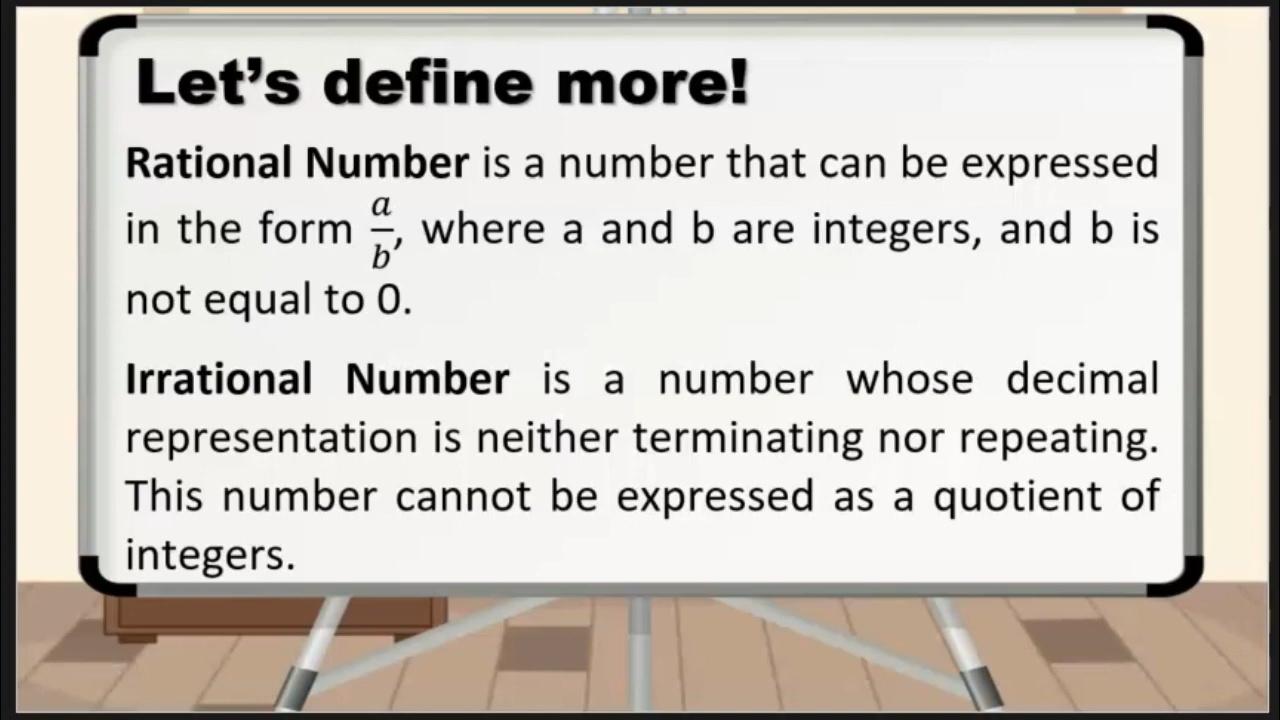 Let’s define more!
Rational Number is a number that can be expressed
in the form a/b, where a and b are integers, and b is
not equal to 0.
Irrational Number is a number whose decimal
representation is neither terminating nor repeating.
This number cannot be expressed as a quotient of
integers.